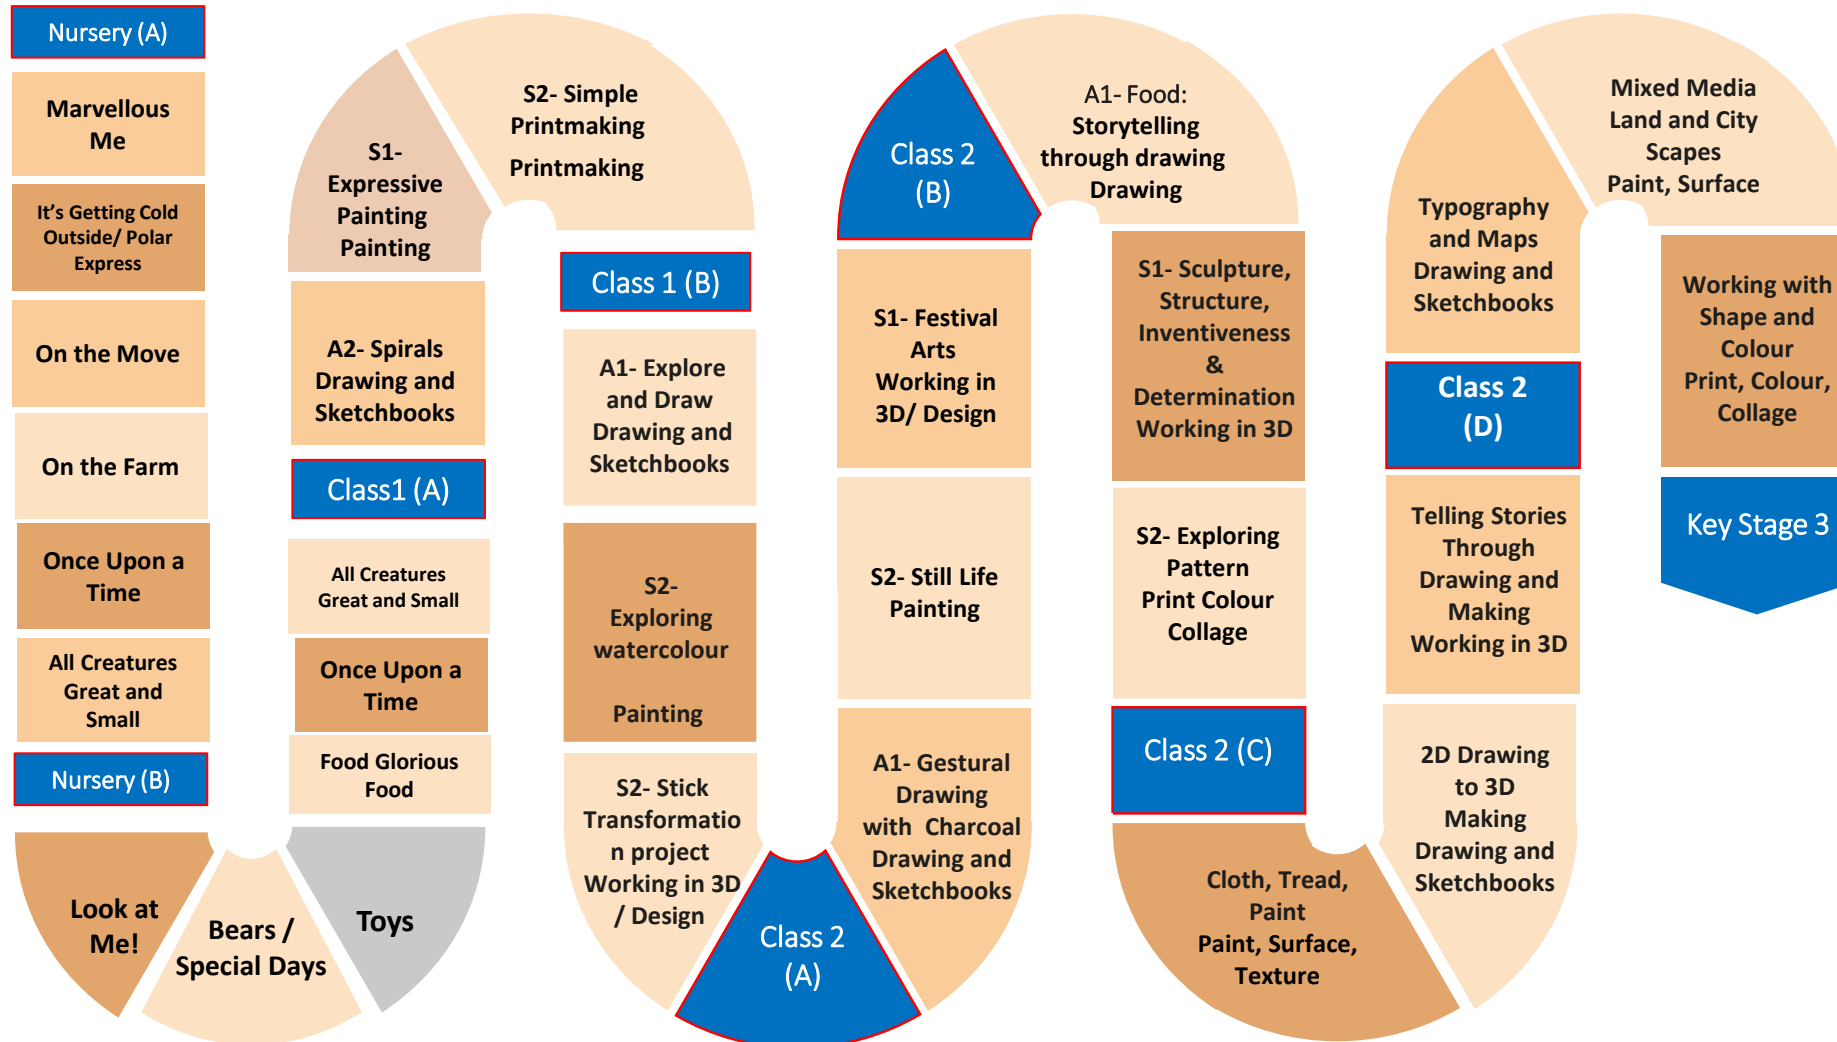 Nursery (A)
Marvellous
Me
It’s Getting Cold
Outside/ Polar
Express
On the Move
On the Farm
Once Upon a
Time
All Creatures
Great and
Small
Nursery (B)
Look at
Me!
Bears /
Special Days
Toys
Food Glorious
Food
Once Upon a
Time
All Creatures
Great and Small
Class1 (A)
A2- Spirals
Drawing and
Sketchbooks
S1-
Expressive
Painting
Painting
S2- Simple
Printmaking
Printmaking
Class 1 (B)
A1- Explore
and Draw
Drawing and
Sketchbooks
S2-
Exploring
watercolour
Painting
S2- Stick
Transformatio
n project
Working in 3D
/ Design
Class 2
(A)
A1- Gestural
Drawing
with Charcoal
Drawing and
Sketchbooks
S2- Still Life
Painting
S1- Festival
Arts
Working in
3D/ Design
Class 2
(B)
A1- Food:
Storytelling
through drawing
Drawing
S1- Sculpture,
Structure,
Inventiveness
&
Determination
Working in 3D
S2- Exploring
Pattern
Print Colour
Collage
Class 2 (C)
Cloth, Tread,
Paint
Paint, Surface,
Texture
2D Drawing
to 3D
Making
Drawing and
Sketchbooks
Telling Stories
Through
Drawing and
Making
Working in 3D
Class 2
(D)
Typography
and Maps
Drawing and
Sketchbooks
Mixed Media
Land and City
Scapes
Paint, Surface
Working with
Shape and
Colour
Print, Colour,
Collage
Key Stage 3